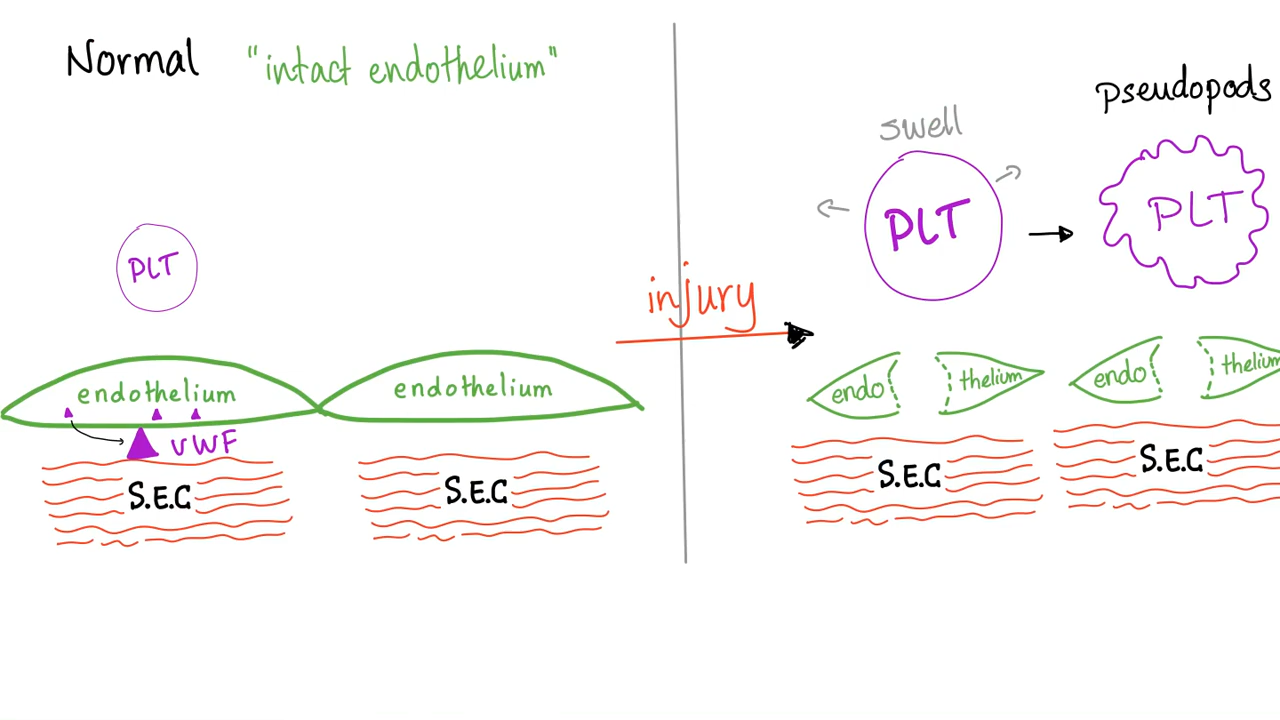 Normal "intact endothelium"
PLT
endothelium
endothelium
vWF
S.E.C
S.E.C
injury
swell
pseudopods
PLT
PLT
endo thelium
endo thelium
S.E.C
S.E.C